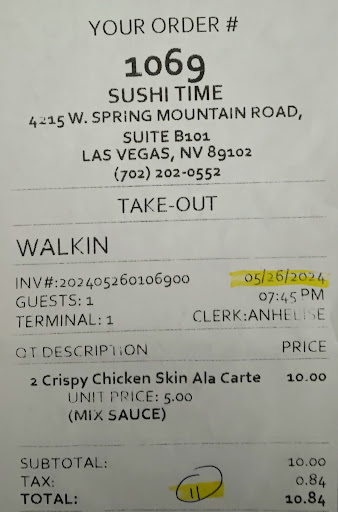 YOUR ORDER #
1069
SUSHI TIME
4215 W. SPRING MOUNTAIN ROAD,
SUITE B101
LAS VEGAS, NV 89102
(702) 202-0552
TAKE-OUT
WALKIN
INV#:202405260106900 05/26/2024
GUESTS: 1 07:45 PM
TERMINAL: 1 CLERK:ANHELISE
QT DESCRIPTION PRICE
2 Crispy Chicken Skin Ala Carte 10.00
UNIT PRICE: 5.00
(MIX SAUCE)
SUBTOTAL: 10.00
TAX: 0.84
11
TOTAL: 10.84